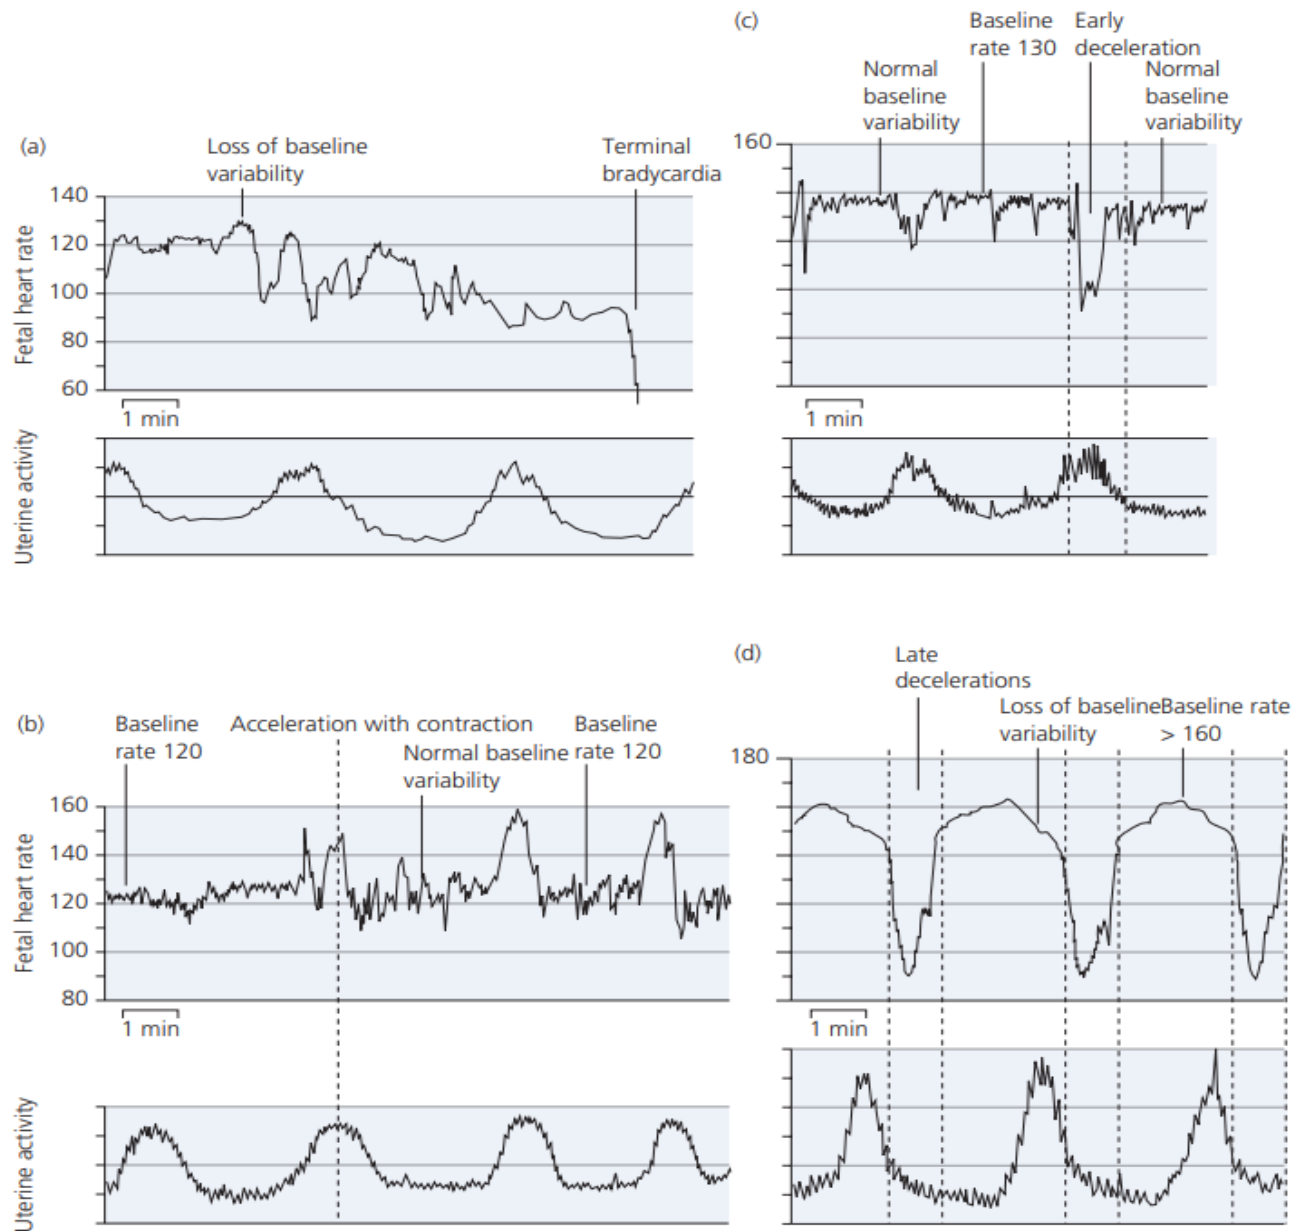 (a)
Loss of baseline
variability
Terminal
bradycardia
140
120
100
80
60
Fetal heart rate
1 min
Uterine activity
(c)
Baseline
rate 130
Early
deceleration
Normal
baseline
variability
Normal
baseline
variability
160
1 min
(b)
Baseline
rate 120
Acceleration with contraction
Normal baseline
variability
Baseline
rate 120
160
140
120
100
80
Fetal heart rate
1 min
Uterine activity
(d)
Late
decelerations
Loss of baseline
variability
Baseline rate
> 160
180
1 min